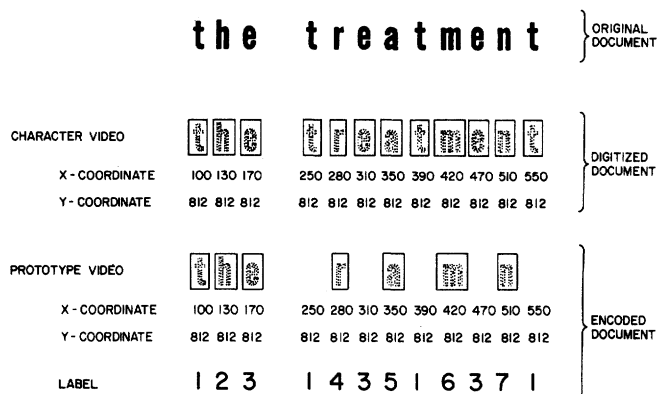 the treatment
ORIGINAL DOCUMENT
CHARACTER VIDEO
X-COORDINATE 100 130 170 250 280 310 350 390 420 470 510 550
Y-COORDINATE 812 812 812 812 812 812 812 812 812 812 812 812
DIGITIZED DOCUMENT
PROTOTYPE VIDEO
X-COORDINATE 100 130 170 250 280 310 350 390 420 470 510 550
Y-COORDINATE 812 812 812 812 812 812 812 812 812 812 812 812
LABEL 1 2 3 1 4 3 5 1 6 3 7 1
ENCODED DOCUMENT